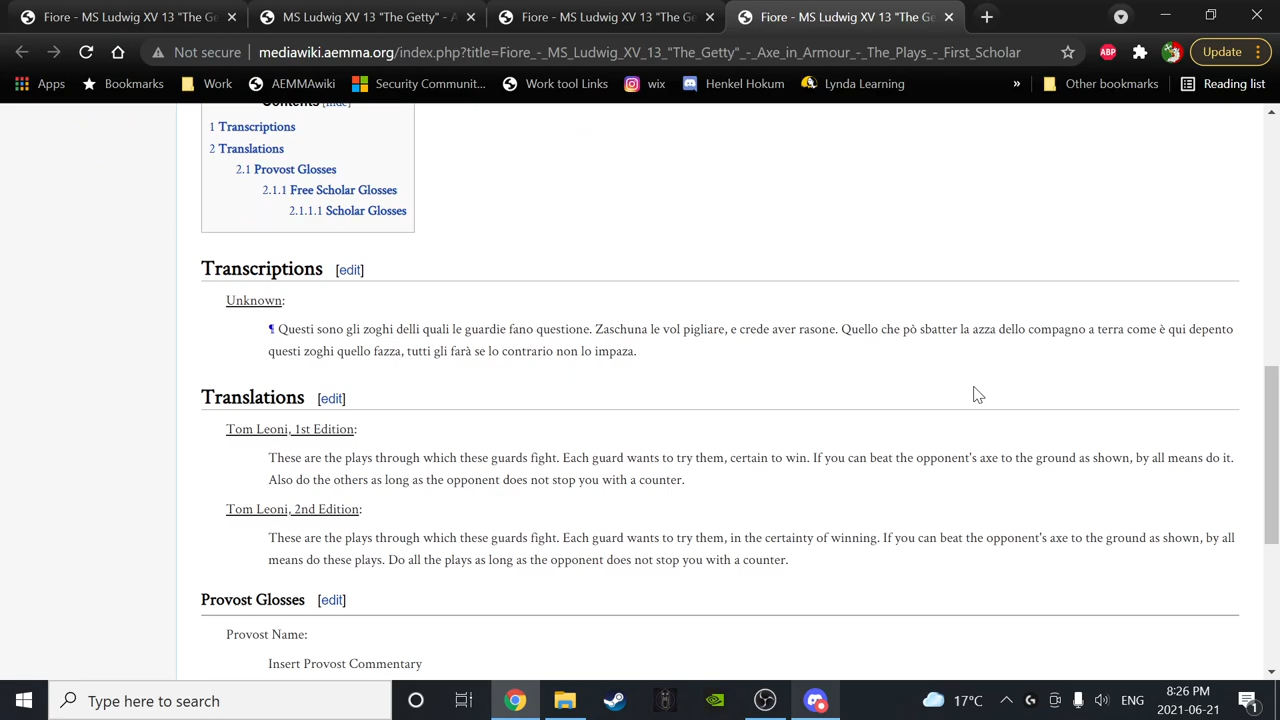 Fiore - MS Ludwig XV 13 "The Ge
MS Ludwig XV 13 "The Getty" - A
Fiore - MS Ludwig XV 13 "The Ge
Fiore - MS Ludwig XV 13 "The Ge
Not secure mediawiki.aemma.org/index.php?title=Fiore_-_MS_Ludwig_XV_13_"The_Getty"_-_Axe_in_Armour_-_The_Plays_-_First_Scholar
ABP
Update
Apps Bookmarks Work AEMMAwiki Security Commun... Work tool Links wix Henkel Hokum Lynda Learning » Other bookmarks Reading list
Contents [hide]
1 Transcriptions
2 Translations
2.1 Provost Glosses
2.1.1 Free Scholar Glosses
2.1.1.1 Scholar Glosses
Transcriptions [edit]
Unknown:
¶ Questi sono gli zoghi delli quali le guardie fano questione. Zaschuna le vol pigliare, e crede aver rasone. Quello che pò sbatter la azza dello compagno a terra come è qui depento
questi zoghi quello fazza, tutti gli farà se lo contrario non lo impaza.
Translations [edit]
Tom Leoni, 1st Edition:
These are the plays through which these guards fight. Each guard wants to try them, certain to win. If you can beat the opponent's axe to the ground as shown, by all means do it.
Also do the others as long as the opponent does not stop you with a counter.
Tom Leoni, 2nd Edition:
These are the plays through which these guards fight. Each guard wants to try them, in the certainty of winning. If you can beat the opponent's axe to the ground as shown, by all
means do these plays. Do all the plays as long as the opponent does not stop you with a counter.
Provost Glosses [edit]
Provost Name:
Insert Provost Commentary
Type here to search
17°C
ENG
8:26 PM
2021-06-21
1